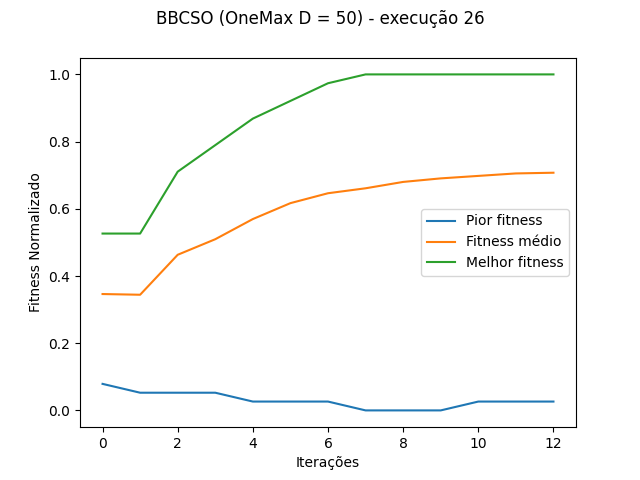 BBCSO (OneMax D = 50) - execução 26
Fitness Normalizado
1.0
0.8
0.6
0.4
0.2
0.0
Pior fitness
Fitness médio
Melhor fitness
0 2 4 6 8 10 12
Iterações